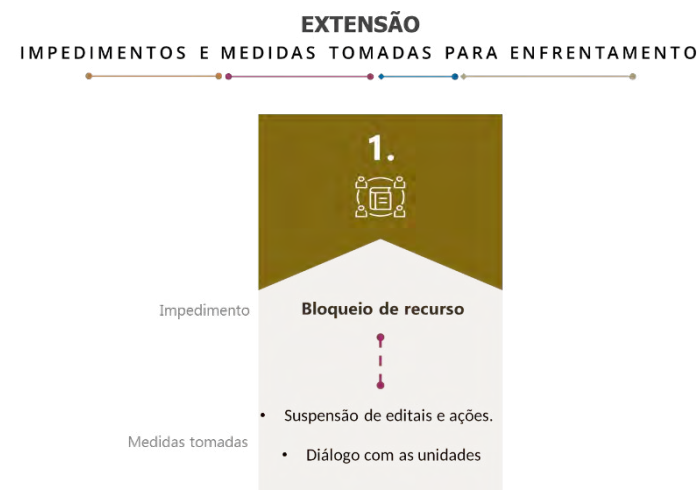 EXTENSÃO
IMPEDIMENTOS E MEDIDAS TOMADAS PARA ENFRENTAMENTO
1.
Impedimento
Bloqueio de recurso
• Suspensão de editais e ações.
Medidas tomadas
• Diálogo com as unidades